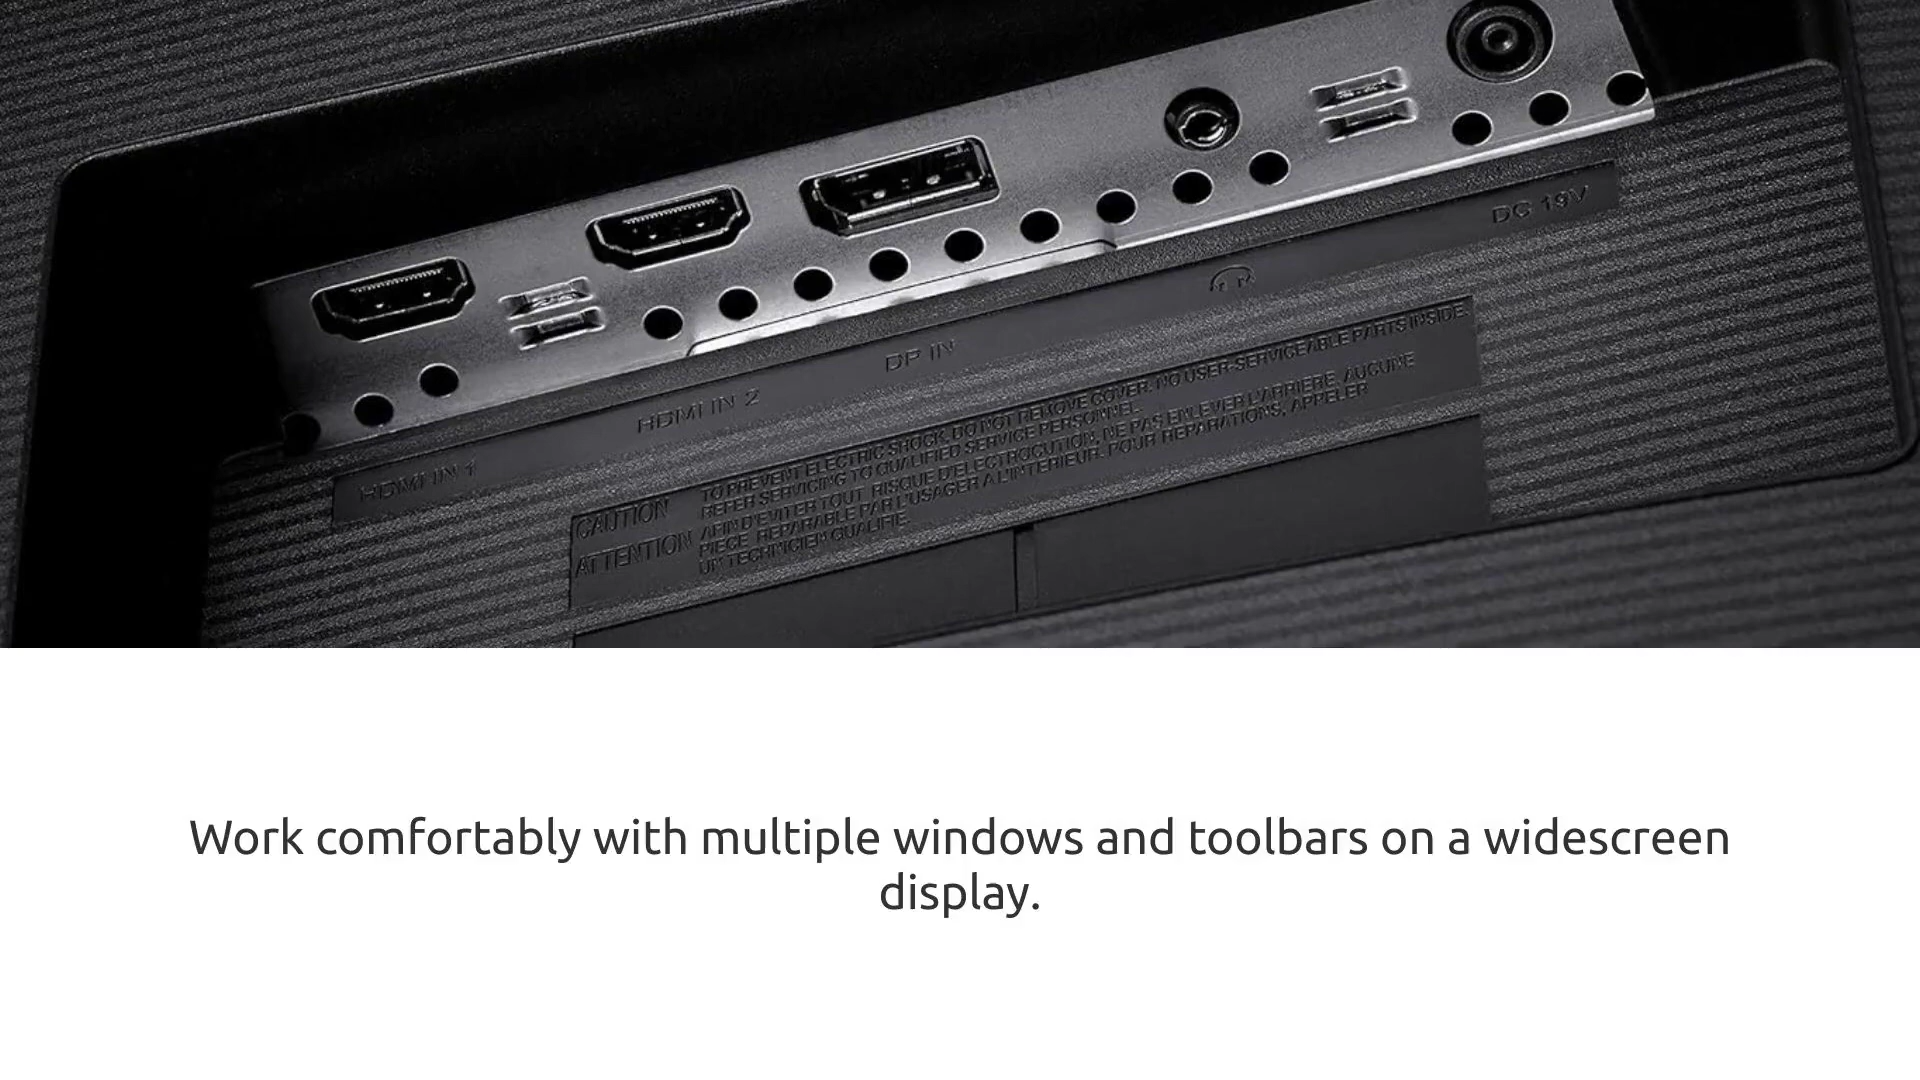 DC 19V
DP IN
HDMI IN 2
HDMI IN 1
CAUTION
TO PREVENT ELECTRIC SHOCK, DO NOT REMOVE COVER. NO USER-SERVICEABLE PARTS INSIDE.
REFER SERVICING TO QUALIFIED SERVICE PERSONNEL.
ATTENTION
AFIN D'EVITER TOUT RISQUE D'ELECTROCUTION, NE PAS ENLEVER L'ARRIERE, AUCUNE
PIECE REPARABLE PAR L'USAGER A L'INTERIEUR. POUR REPARATIONS, APPELER
UN TECHNICIEN QUALIFIE.
Work comfortably with multiple windows and toolbars on a widescreen
display.